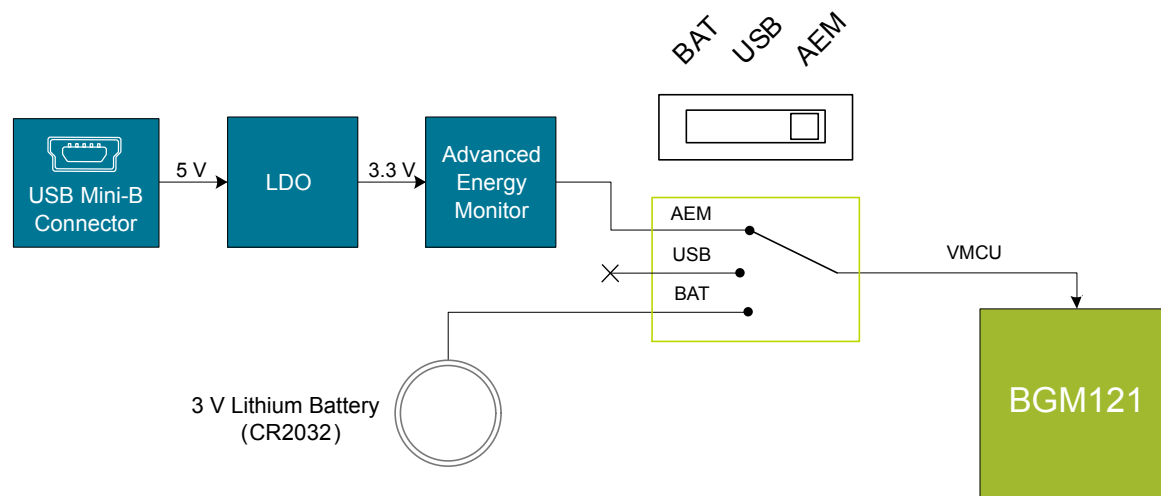 BAT
USB
AEM
USB Mini-B
Connector
5 V
LDO
3.3 V
Advanced
Energy
Monitor
AEM
USB
BAT
VMCU
3 V Lithium Battery
(CR2032)
BGM121